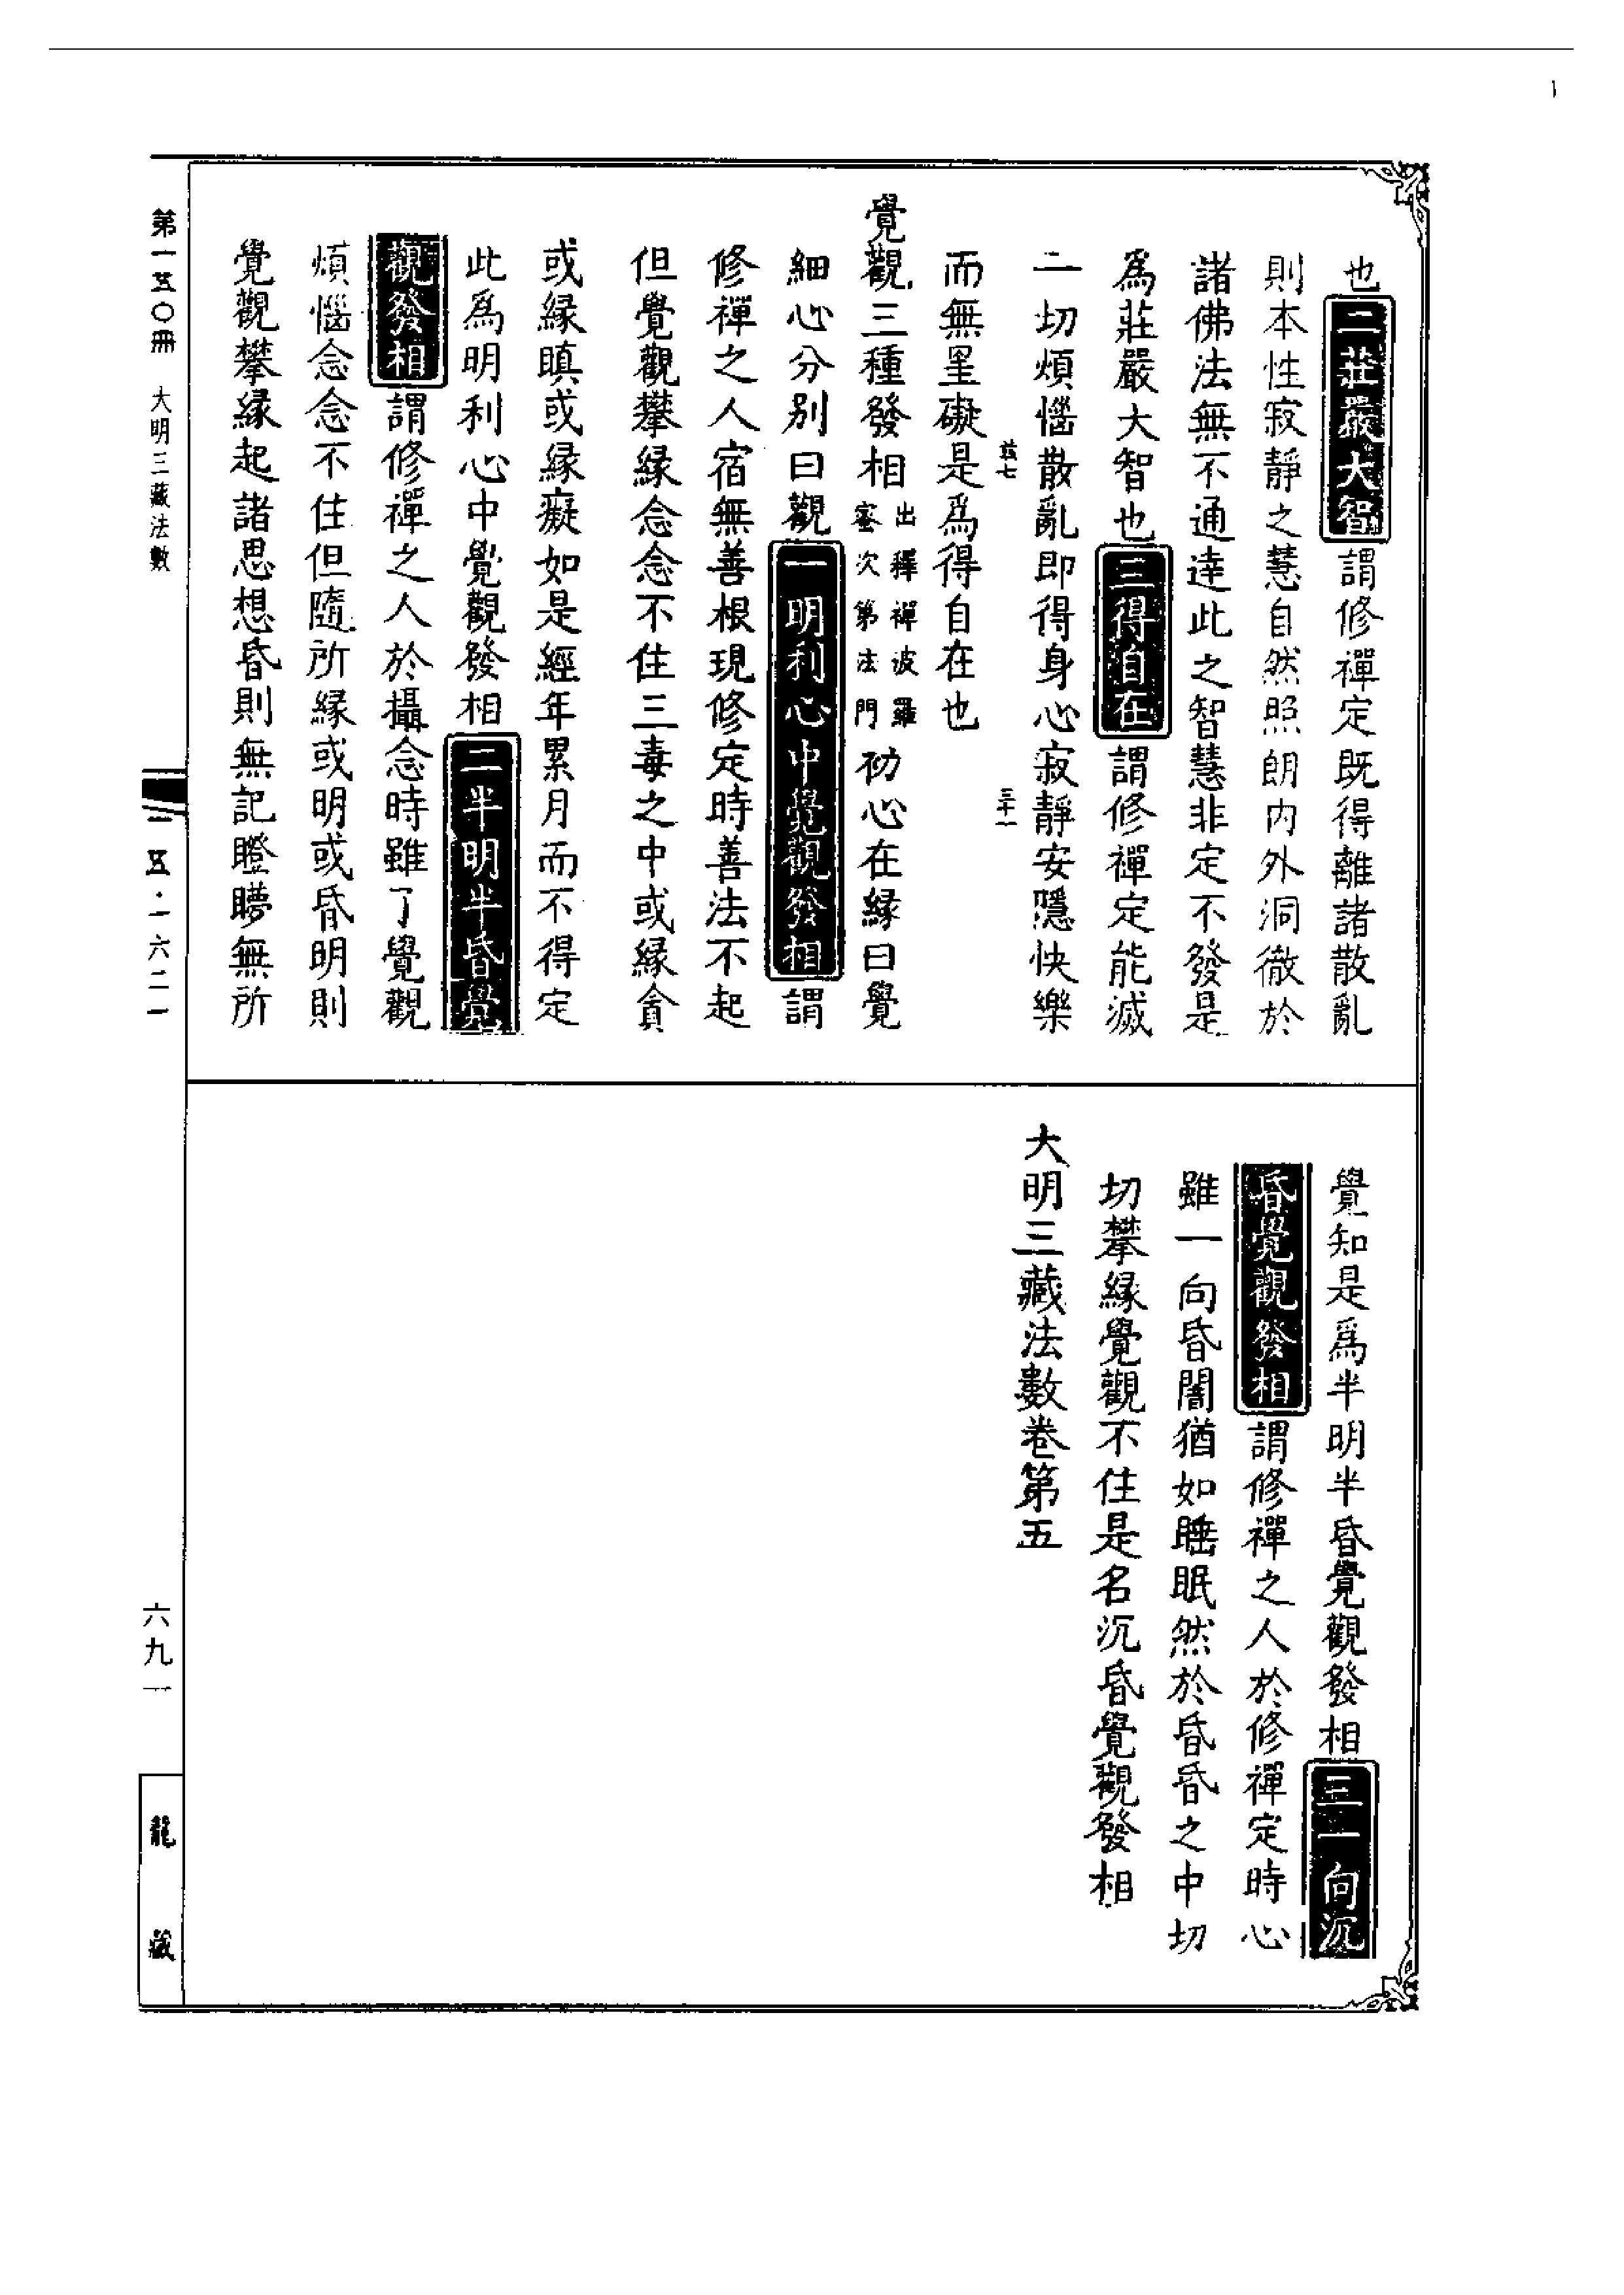 也二莊嚴大智謂修禪定既得離諸散亂
則本性寂靜之慧自然照朗内外洞徹於
諸佛法無不通達此之智慧非定不發是
爲莊嚴大智也三得自在謂修禪定能滅
一切煩惱散亂即得身心寂靜安隱快樂
三十一
而無罣礙是爲得自在也
覺觀三種發相出釋禪波羅蜜次第法門初心在縁曰覺
細心分别曰觀一明利心中覺觀發相謂
修禪之人宿無善根現修定時善法不起
但覺觀攀縁念念不住三毒之中或縁貪
或縁瞋或縁癡如是經年累月而不得定
此爲明利心中覺觀發相二半明半昏覺
觀發相謂修禪之人於攝念時雖了覺觀
煩惱念念不住但隨所縁或明或昏明則
覺觀攀縁起諸思想昏則無記瞪瞢無所
覺知是爲半明半昏覺觀發相三一向沉
昏覺觀發相謂修禪之人於修禪定時心
雖一向昏闇猶如睡眠然於昏昏之中切
切攀縁覺觀不住是名沉昏覺觀發相
大明三藏法數卷第五
第一五〇冊 大明三藏法數
一五·一六二一
六九一
龍藏